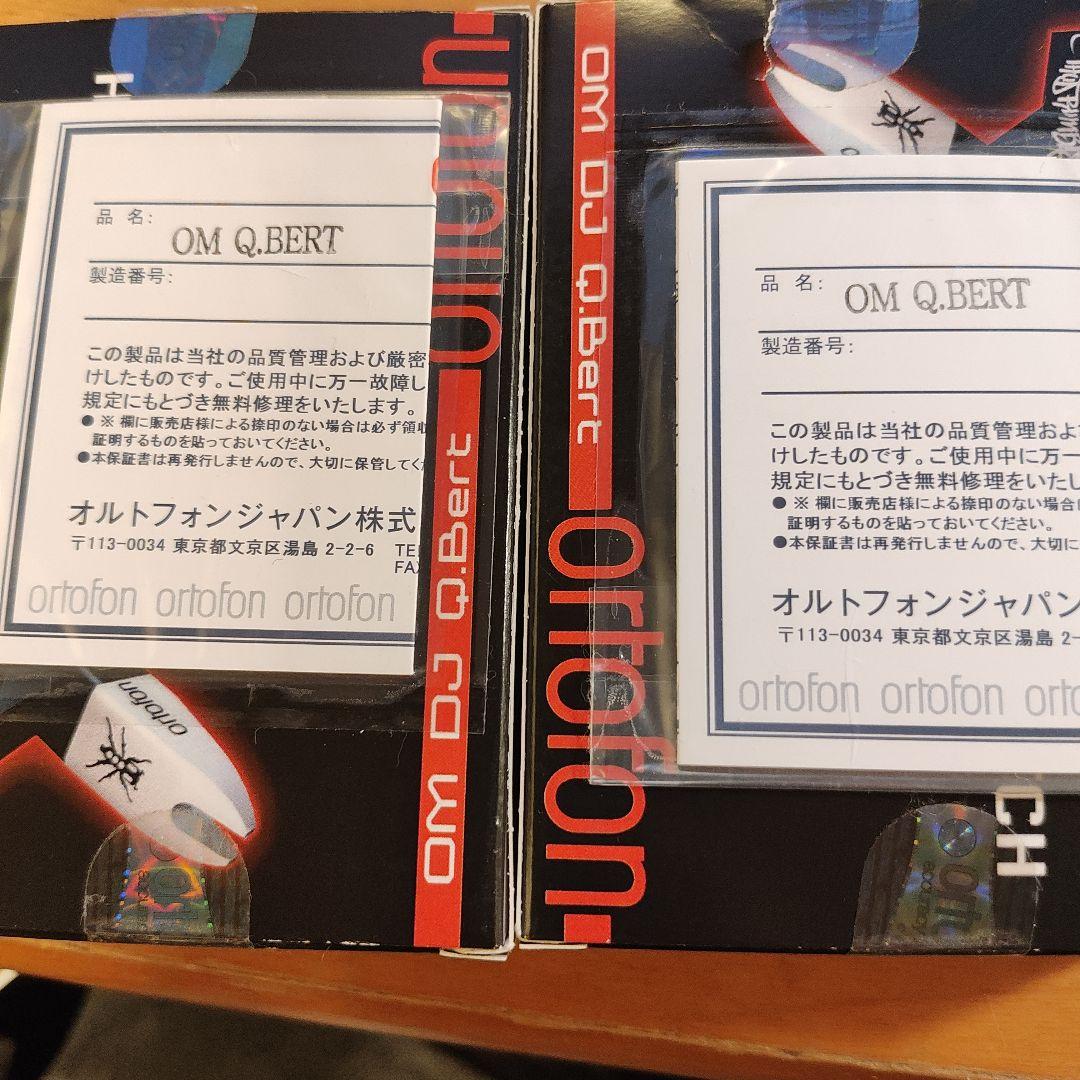 品 名:
OM Q.BERT
製造番号:
この製品は当社の品質管理および厳密
けしたものです。ご使用中に万一故障し
規定にもとづき無料修理をいたします。
● ※ 欄に販売店様による捺印のない場合は必ず領収
証明するものを貼っておいてください。
●本保証書は再発行しませんので、大切に保管してくだ
オルトフォンジャパン株式
〒113-0034 東京都文京区湯島 2-2-6 TEL
FAX
ortofon ortofon ortofon
OM DJ Q.Bert
ortofon
OM DJ Q.Bert
ortofon
品 名:
OM Q.BERT
製造番号:
この製品は当社の品質管理およ
けしたものです。ご使用中に万一
規定にもとづき無料修理をいたし
● ※ 欄に販売店様による捺印のない場合
証明するものを貼っておいてください。
●本保証書は再発行しませんので、大切に
オルトフォンジャパン
〒113-0034 東京都文京区湯島 2-
ortofon ortofon orto
CH